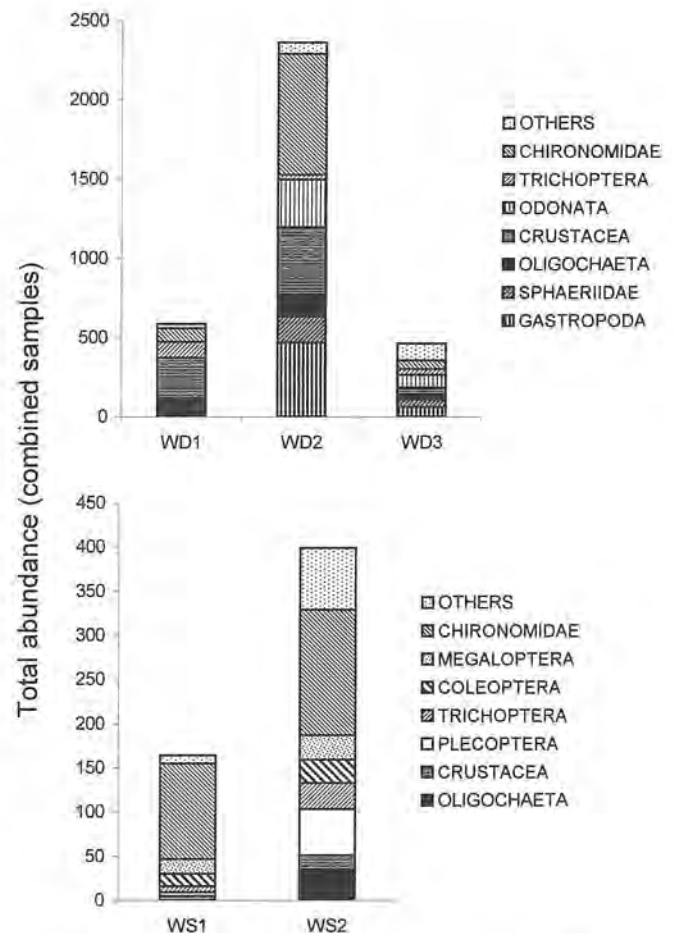 Total abundance (combined samples)
2500
2000
1500
1000
500
0
WD1 WD2 WD3
OTHERS
CHIRONOMIDAE
TRICHOPTERA
ODONATA
CRUSTACEA
OLIGOCHAETA
SPHAERIIDAE
GASTROPODA
450
400
350
300
250
200
150
100
50
0
WS1 WS2
OTHERS
CHIRONOMIDAE
MEGALOPTERA
COLEOPTERA
TRICHOPTERA
PLECOPTERA
CRUSTACEA
OLIGOCHAETA